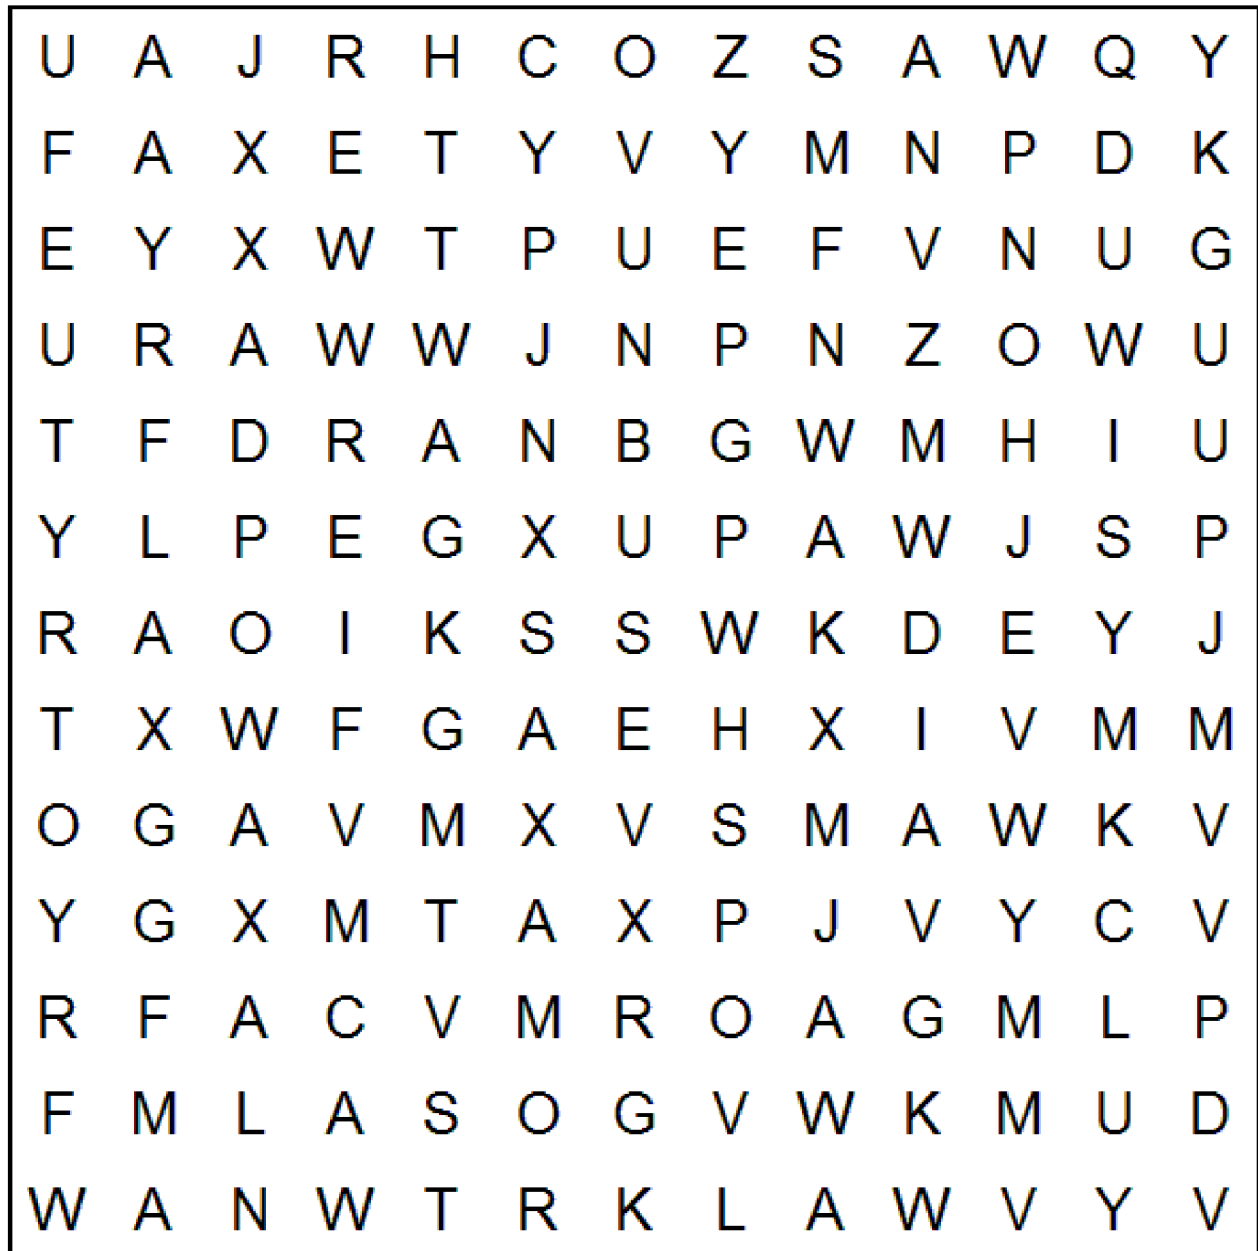 U A J R H C O Z S A W Q Y
F A X E T Y V Y M N P D K
E Y X W T P U E F V N U G
U R A W W J N P N Z O W U
T F D R A N B G W M H I U
Y L P E G X U P A W J S P
R A O I K S S W K D E Y J
T X W F G A E H X I V M M
O G A V M X V S M A W K V
Y G X M T A X P J V Y C V
R F A C V M R O A G M L P
F M L A S O G V W K M U D
W A N W T R K L A W V Y V